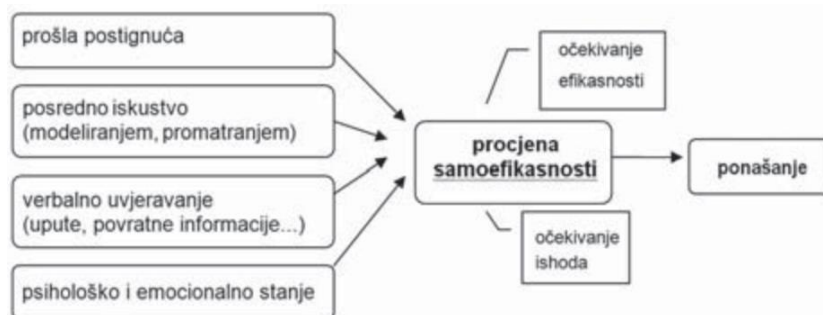 prošla postignuća
posredno iskustvo
(modeliranjem, promatranjem)
verbalno uvjeravanje
(upute, povratne informacije...)
psihološko i emocionalno stanje
očekivanje
efikasnosti
procjena
samoefikasnosti
očekivanje
ishoda
ponašanje